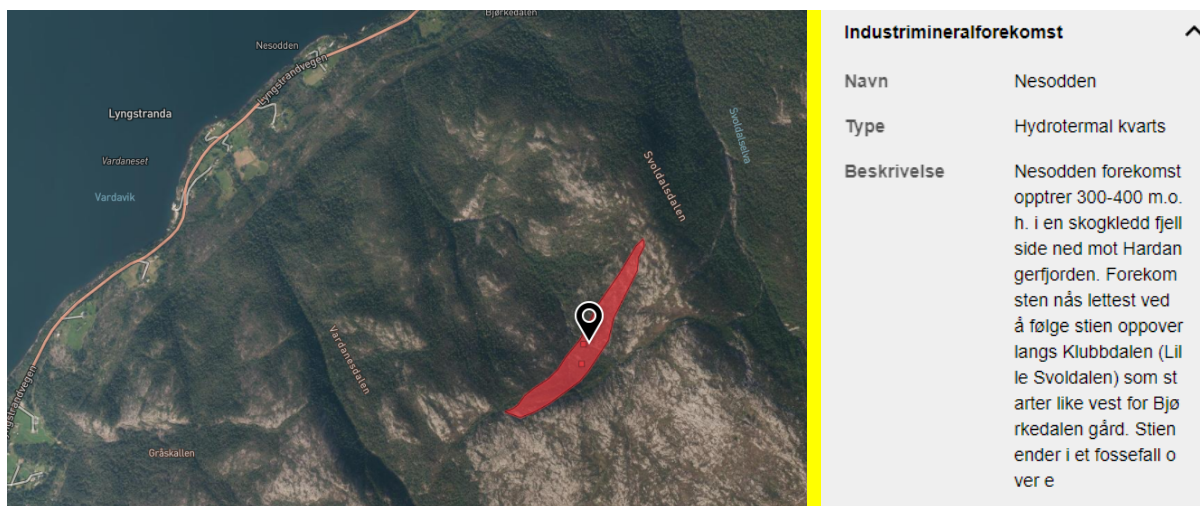 Bjørkedalen
Nesodden
Lyngstrandvegen
Lyngstranda
Svoldalselva
Vardaneset
Svoldalsdalen
Vardavik
Vardanesdalen
Lyngstrandvegen
Gråskallen
Industrimineralforekomst
Navn Nesodden
Type Hydrotermal kvarts
Beskrivelse Nesodden forekomst
opptrer 300-400 m.o.
h. i en skogkledd fjell
side ned mot Hardan
gerfjorden. Forekom
sten nås lettest ved
å følge stien oppover
langs Klubbdalen (Lil
le Svoldalen) som st
arter like vest for Bjø
rkedalen gård. Stien
ender i et fossefall o
ver e